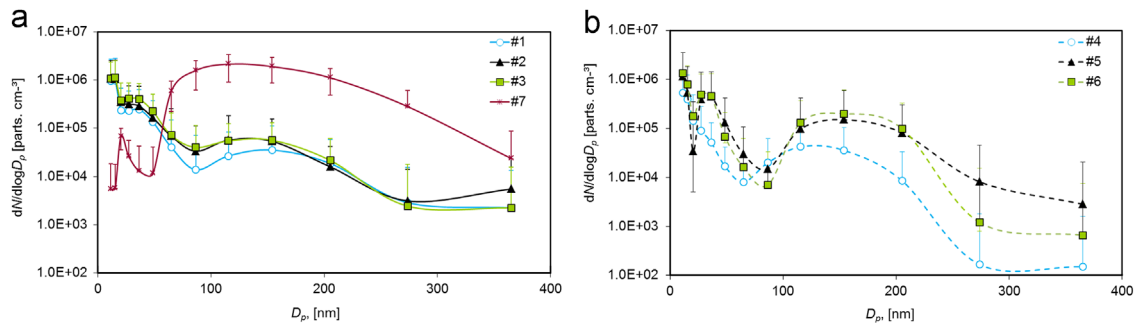 a
1.0E+07
1.0E+06
1.0E+05
1.0E+04
1.0E+03
1.0E+02
dN/dlogDp [parts. cm-³]
0 100 200 300 400
Dp, [nm]
#1
#2
#3
#7
b
1.0E+07
1.0E+06
1.0E+05
1.0E+04
1.0E+03
1.0E+02
dN/dlogDp [parts. cm-³]
0 100 200 300 400
Dp, [nm]
#4
#5
#6